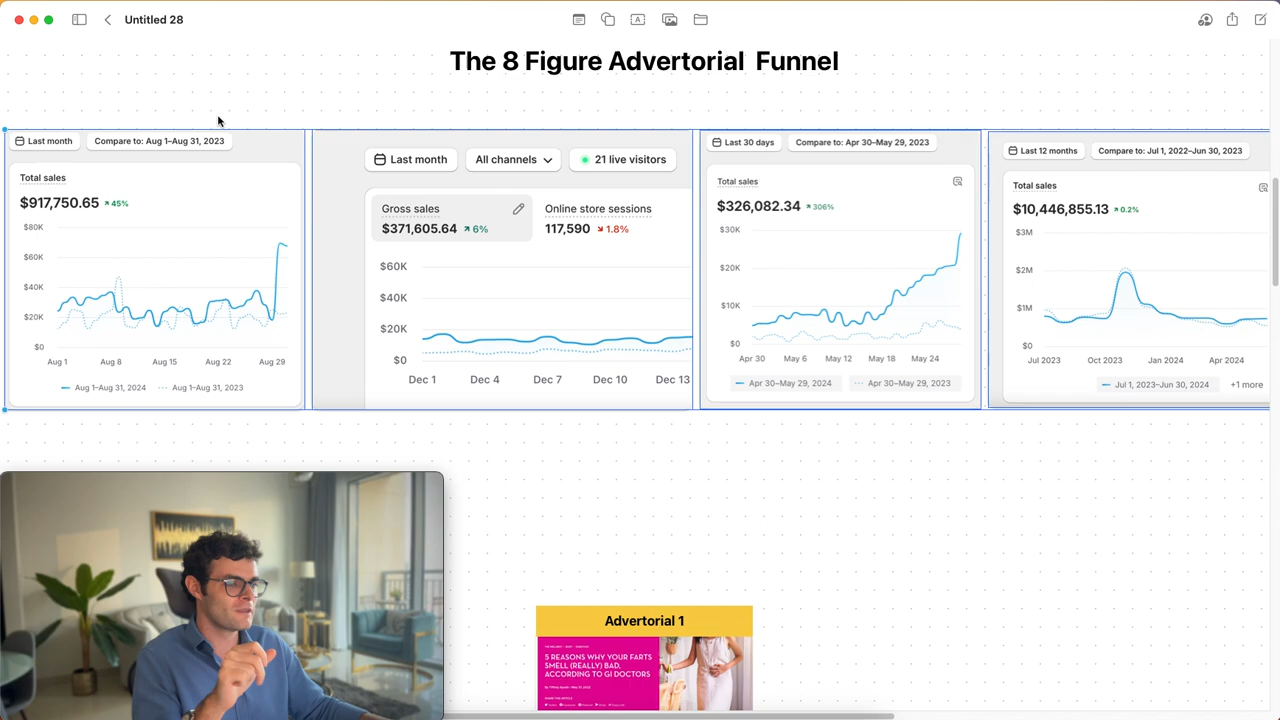 Untitled 28
The 8 Figure Advertorial Funnel
Last month
Compare to: Aug 1–Aug 31, 2023
Total sales
$917,750.65 45%
$80K
$60K
$40K
$20K
$0
Aug 1 Aug 8 Aug 15 Aug 22 Aug 29
Aug 1–Aug 31, 2024 Aug 1–Aug 31, 2023
Last month All channels 21 live visitors
Gross sales
$371,605.64 6%
Online store sessions
117,590 1.8%
$60K
$40K
$20K
$0
Dec 1 Dec 4 Dec 7 Dec 10 Dec 13
Last 30 days Compare to: Apr 30–May 29, 2023
Total sales
$326,082.34 306%
$30K
$20K
$10K
$0
Apr 30 May 6 May 12 May 18 May 24
Apr 30–May 29, 2024 Apr 30–May 29, 2023
Last 12 months Compare to: Jul 1, 2022–Jun 30, 2023
Total sales
$10,446,855.13 0.2%
$3M
$2M
$1M
$0
Jul 2023 Oct 2023 Jan 2024 Apr 2024
Jul 1, 2023–Jun 30, 2024 +1 more
Advertorial 1
5 REASONS WHY YOUR FARTS
SMELL (REALLY) BAD,
ACCORDING TO GI DOCTORS
SHARE THIS ARTICLE